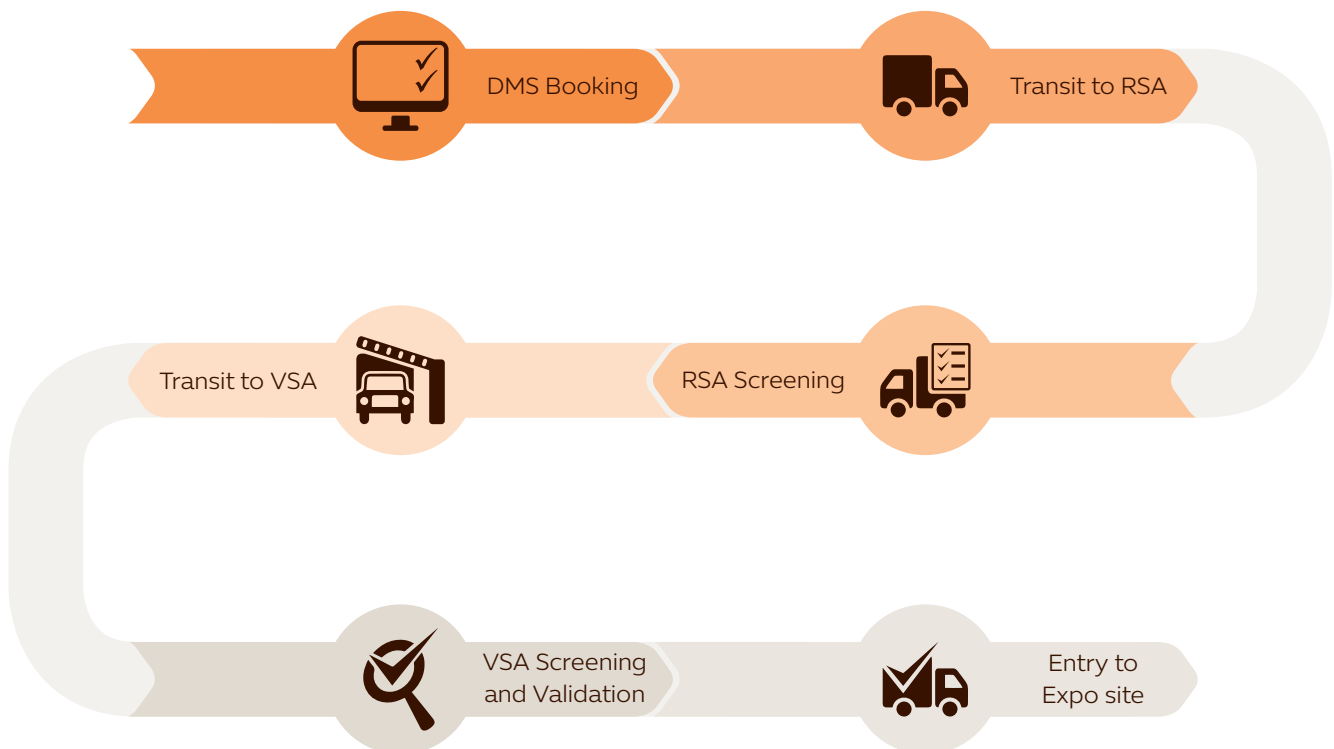 DMS Booking
Transit to RSA
RSA Screening
Transit to VSA
VSA Screening
and Validation
Entry to
Expo site